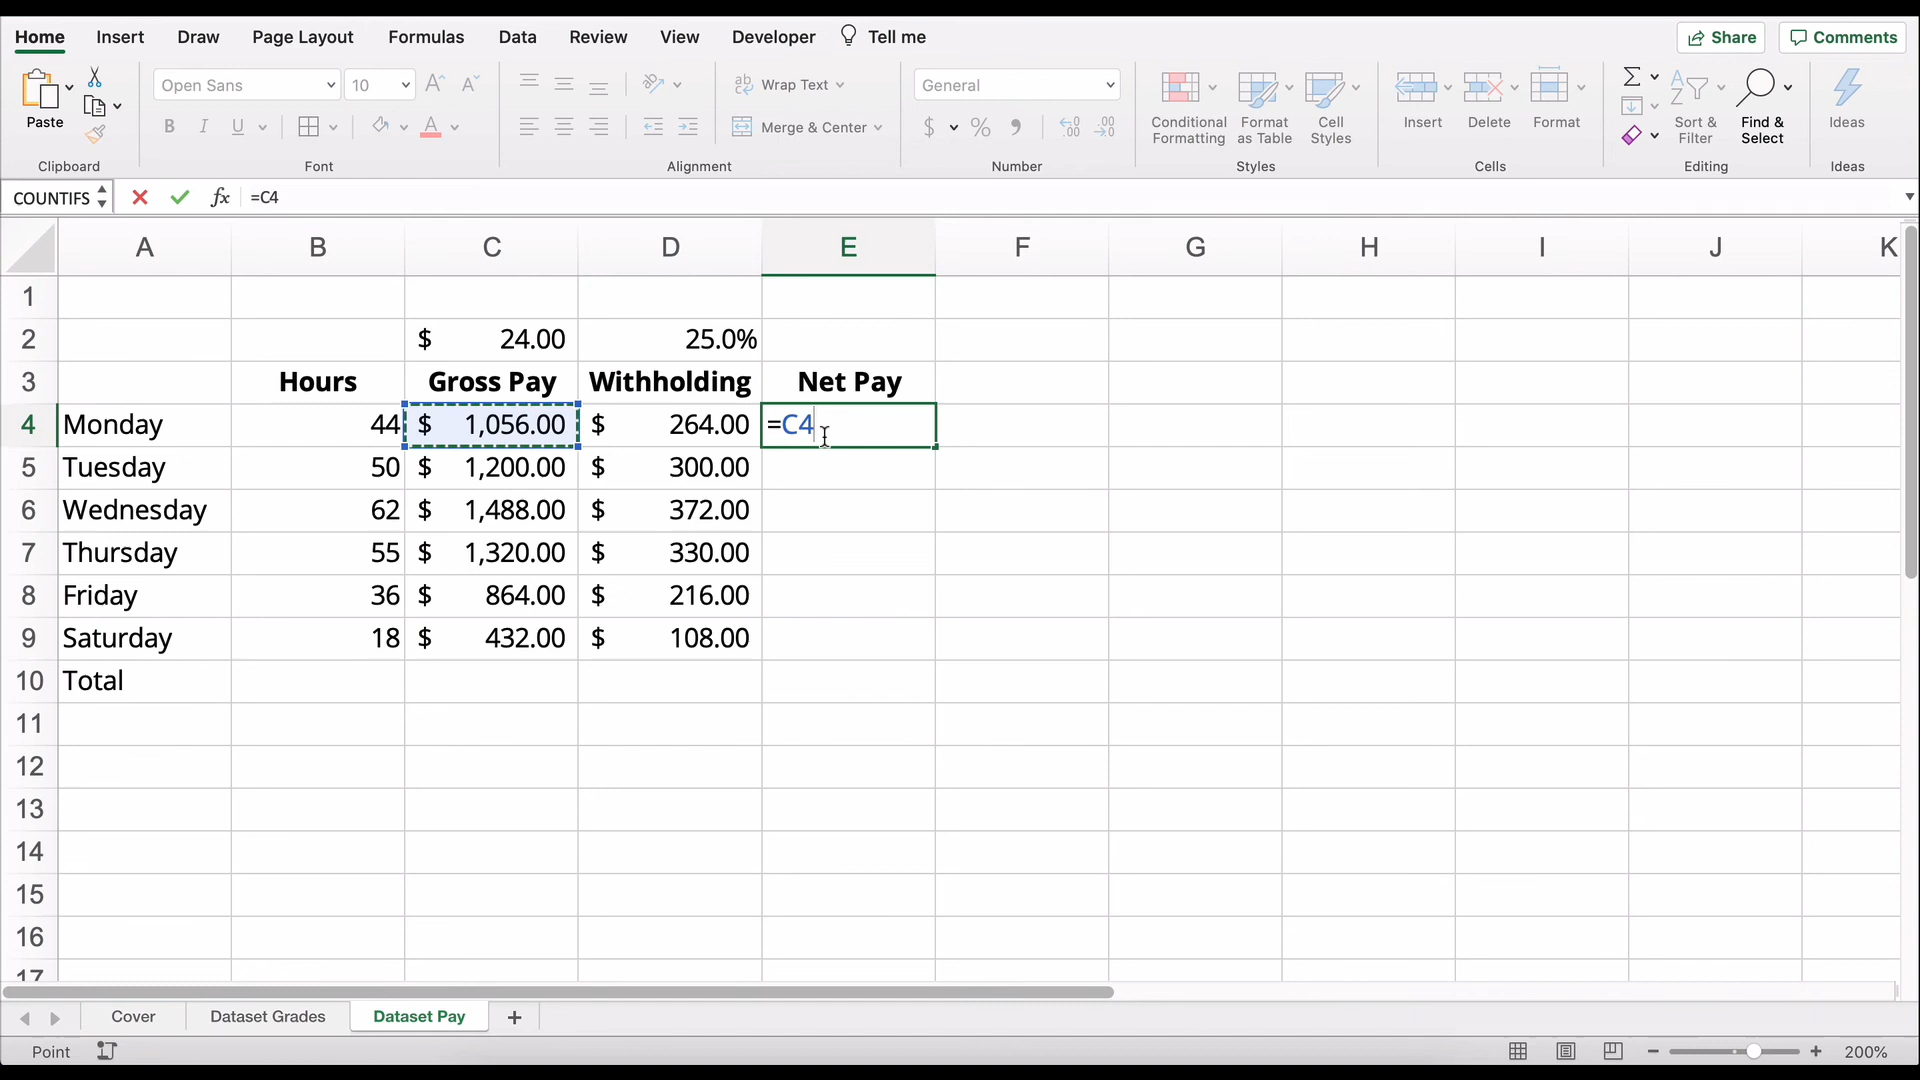 Home Insert Draw Page Layout Formulas Data Review View Developer Tell me Share Comments
Paste Open Sans 10 A A ab Wrap Text General
B I U A Merge & Center $ % , .00 .00
Conditional Formatting Format as Table Cell Styles Insert Delete Format Sort & Filter Find & Select Ideas
Clipboard Font Alignment Number Styles Cells Editing Ideas
COUNTIFS fx =C4
A B C D E F G H I J K
1
2 $ 24.00 25.0%
3 Hours Gross Pay Withholding Net Pay
4 Monday 44 $ 1,056.00 $ 264.00 =C4
5 Tuesday 50 $ 1,200.00 $ 300.00
6 Wednesday 62 $ 1,488.00 $ 372.00
7 Thursday 55 $ 1,320.00 $ 330.00
8 Friday 36 $ 864.00 $ 216.00
9 Saturday 18 $ 432.00 $ 108.00
10 Total
11
12
13
14
15
16
17
Cover Dataset Grades Dataset Pay +
Point 200%